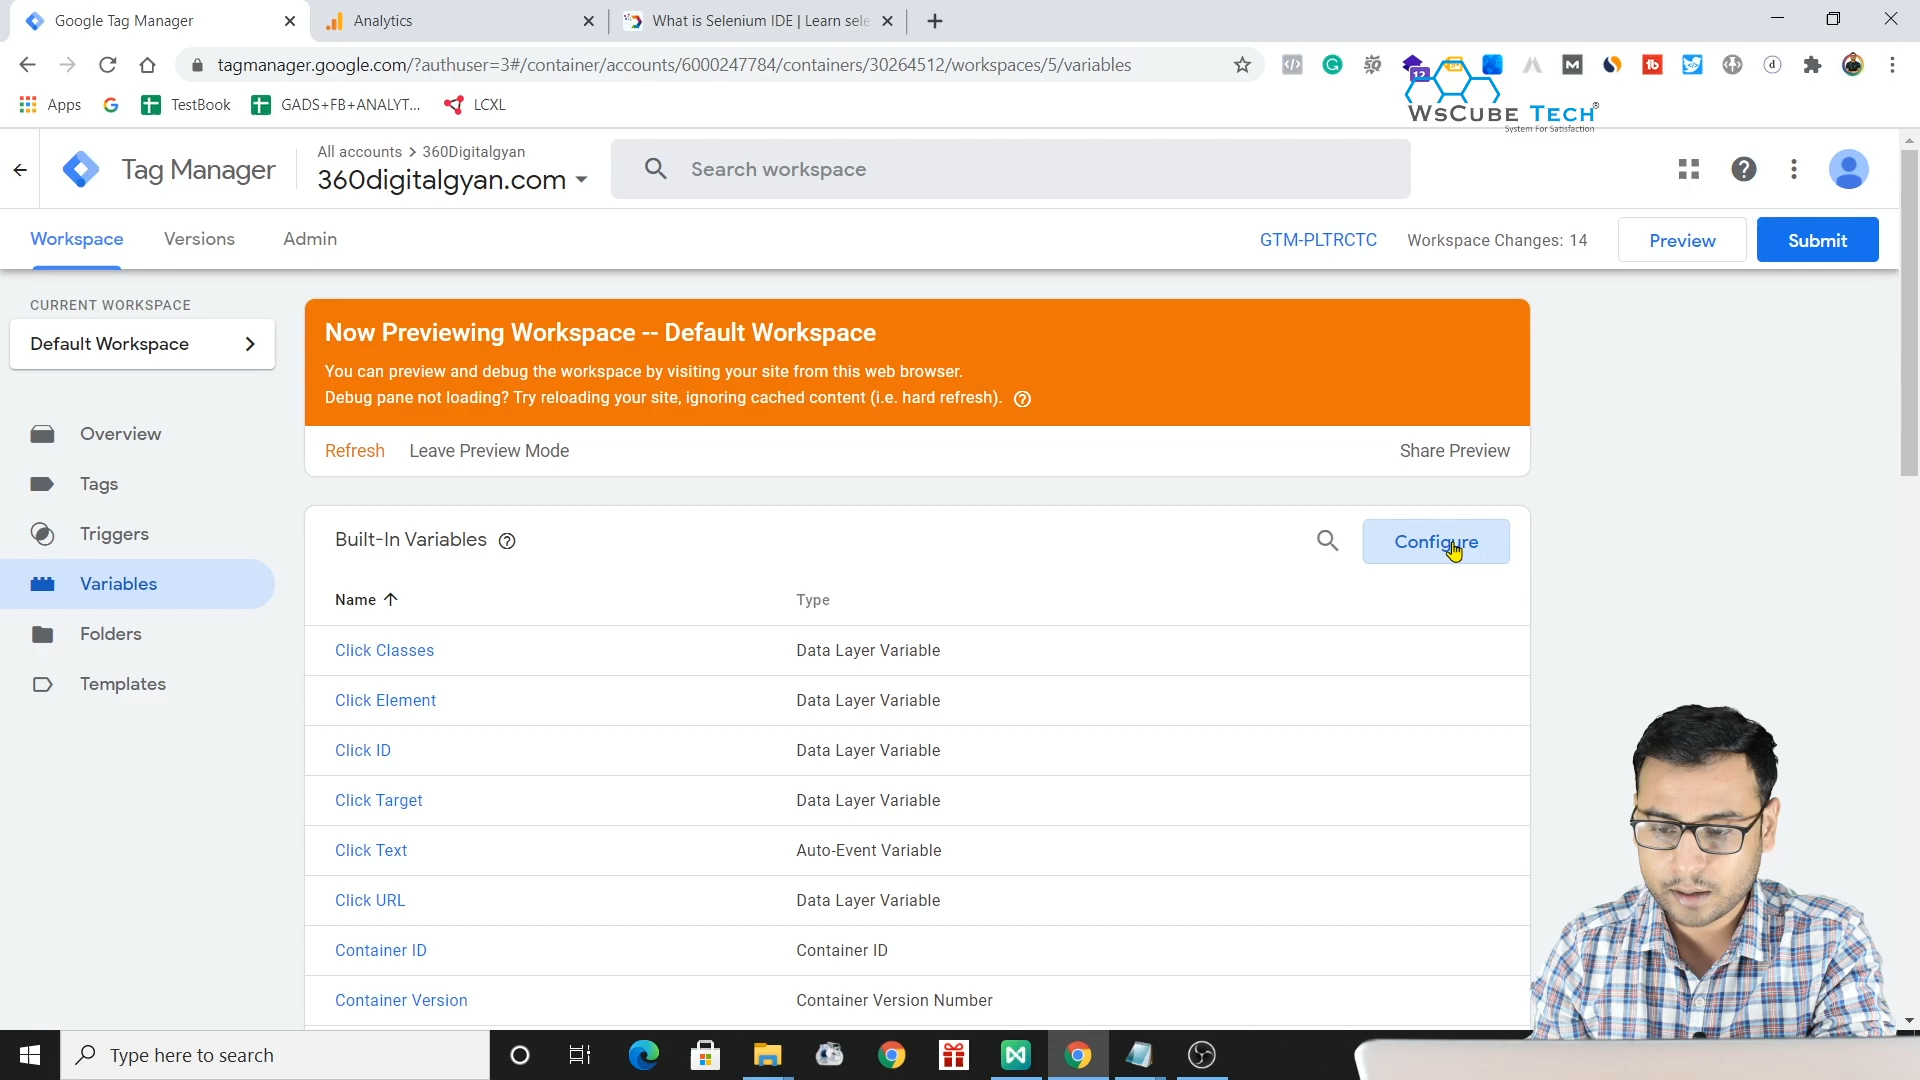 Google Tag Manager
Analytics
What is Selenium IDE | Learn sele
tagmanager.google.com/?authuser=3#/container/accounts/6000247784/containers/30264512/workspaces/5/variables
Apps
TestBook
GADS+FB+ANALYT...
LCXL
WsCube Tech®
System For Satisfaction
Tag Manager
All accounts > 360Digitalgyan
360digitalgyan.com
Search workspace
Workspace
Versions
Admin
GTM-PLTRCTC
Workspace Changes: 14
Preview
Submit
CURRENT WORKSPACE
Default Workspace
Overview
Tags
Triggers
Variables
Folders
Templates
Now Previewing Workspace -- Default Workspace
You can preview and debug the workspace by visiting your site from this web browser.
Debug pane not loading? Try reloading your site, ignoring cached content (i.e. hard refresh).
Refresh
Leave Preview Mode
Share Preview
Built-In Variables
Configure
Name
Type
Click Classes
Data Layer Variable
Click Element
Data Layer Variable
Click ID
Data Layer Variable
Click Target
Data Layer Variable
Click Text
Auto-Event Variable
Click URL
Data Layer Variable
Container ID
Container ID
Container Version
Container Version Number
Type here to search